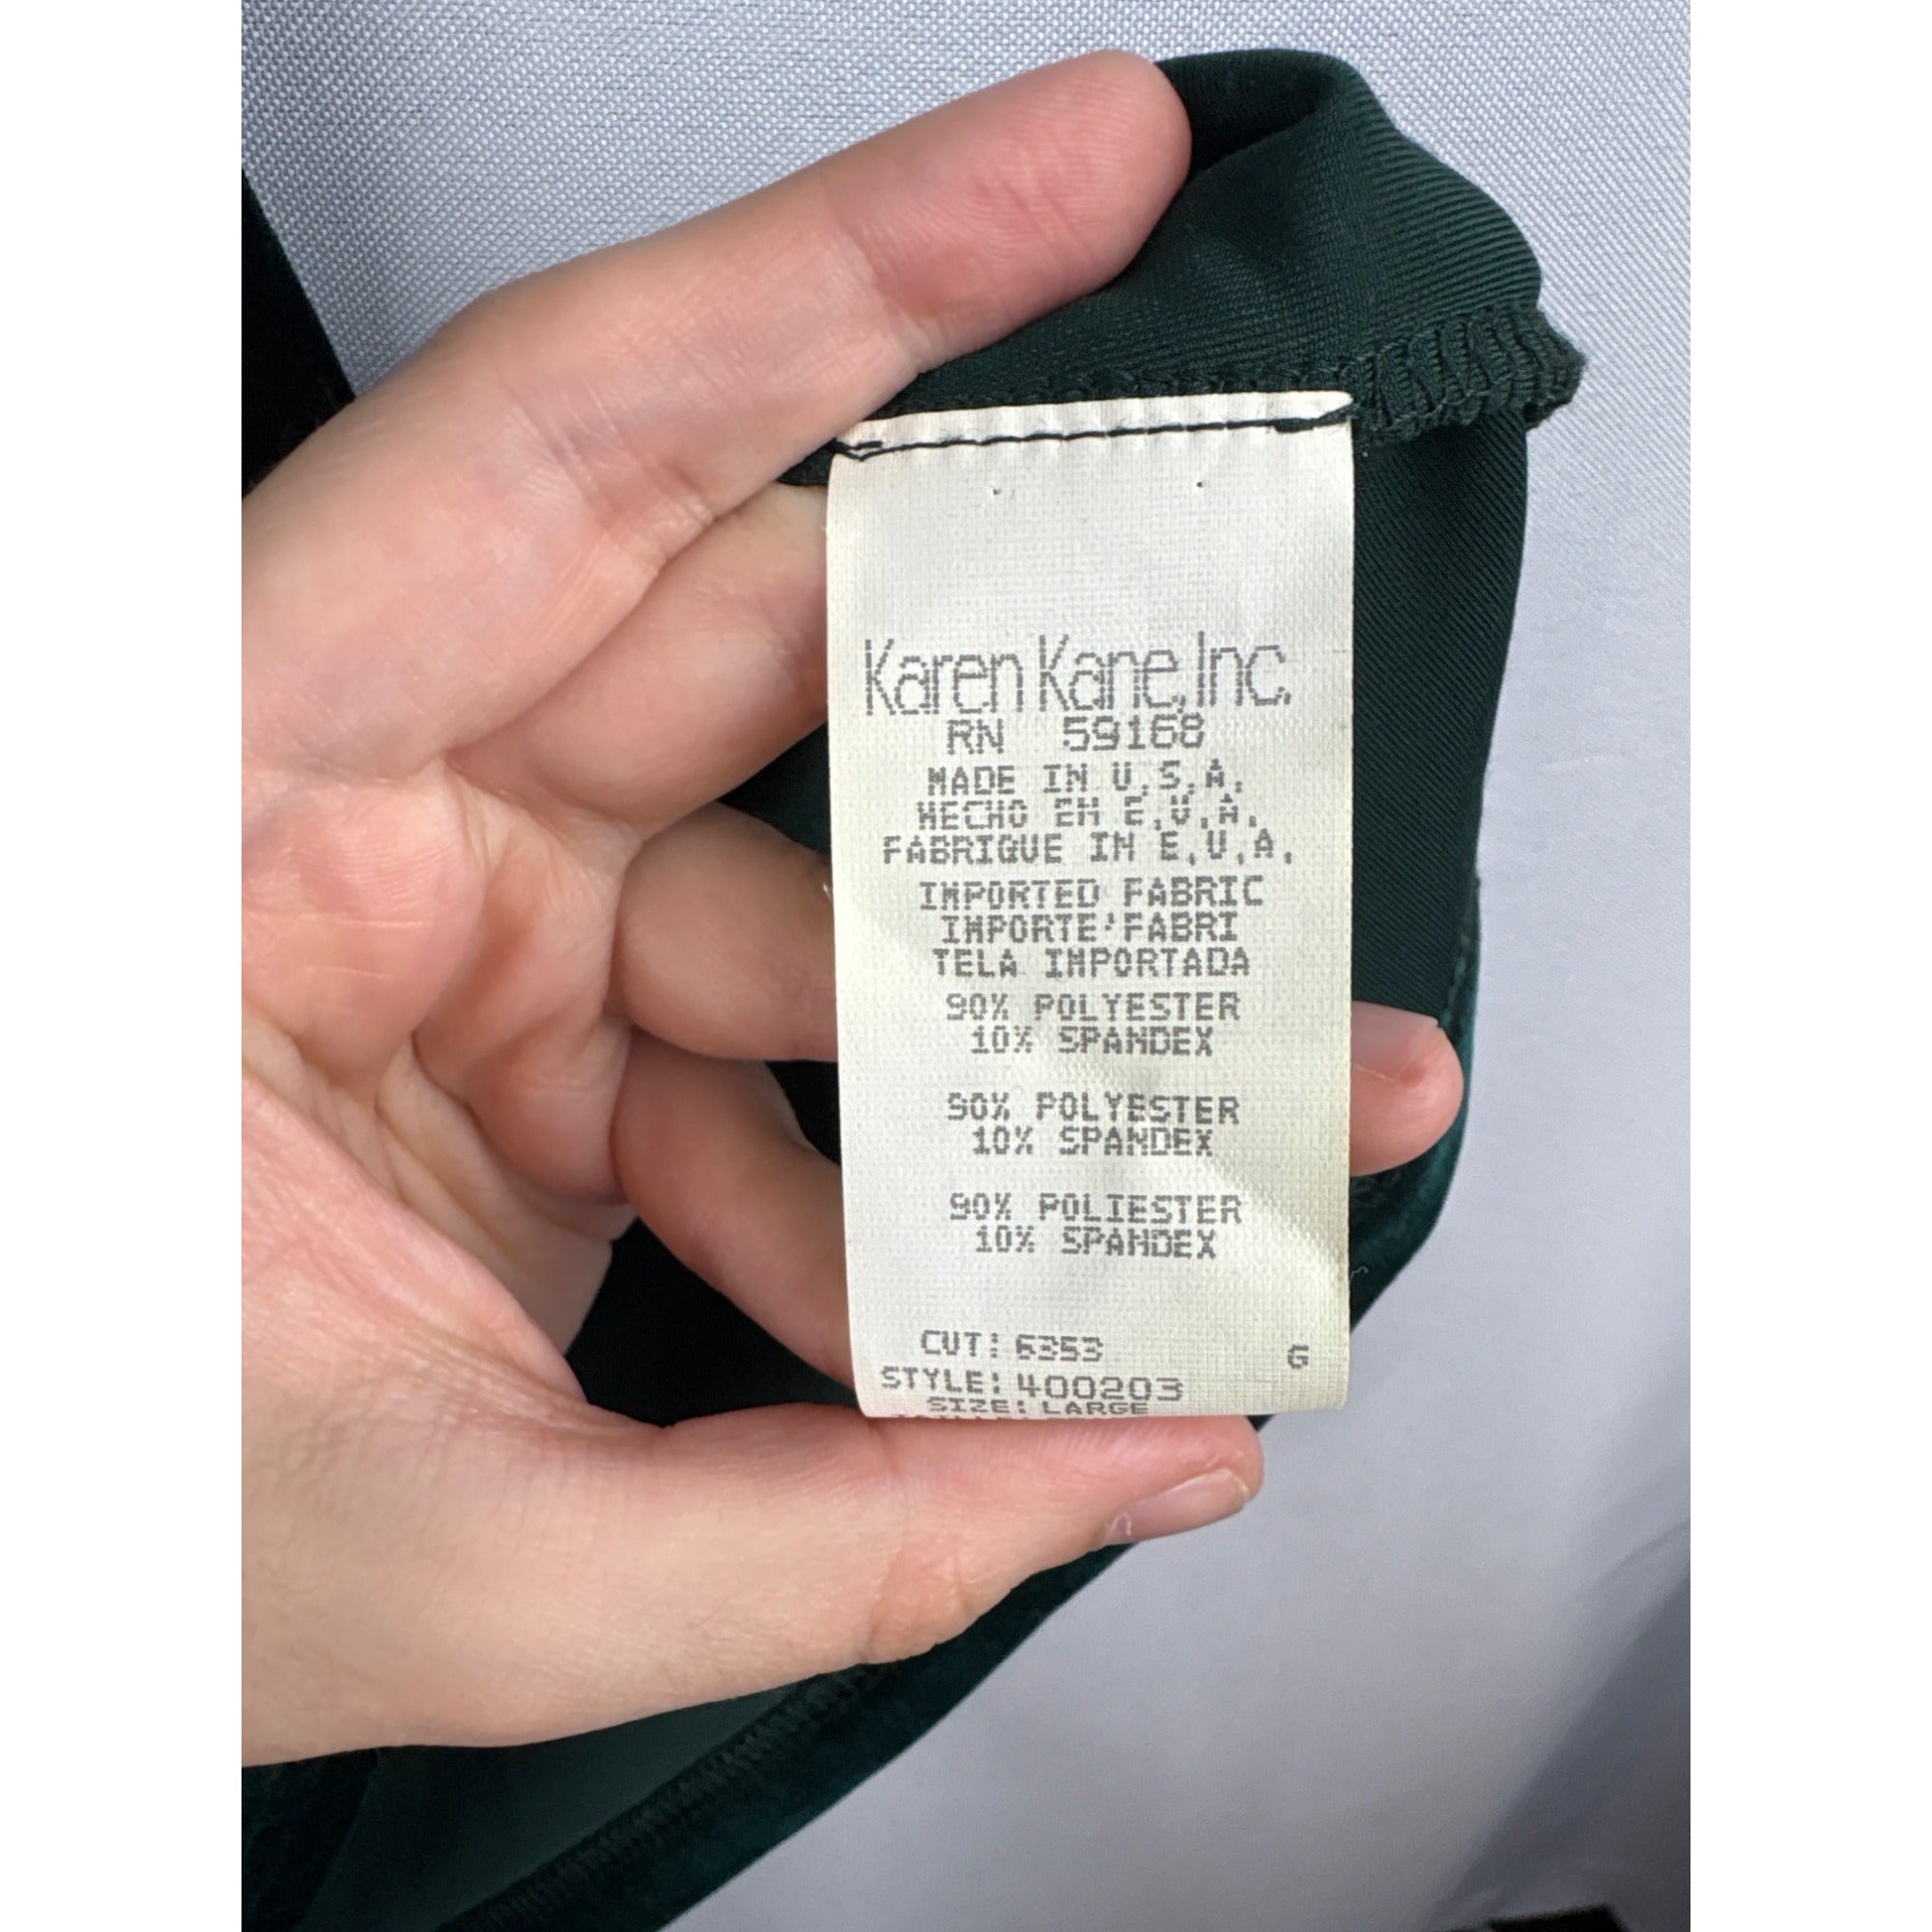 Karen Kane, Inc.
RN 59168
MADE IN U.S.A.
HECHO EN E.U.A.
FABRIQUE IN E.U.A.
IMPORTED FABRIC
IMPORTE'FABRI
TELA IMPORTADA
90% POLYESTER
10% SPANDEX
90% POLYESTER
10% SPANDEX
90% POLIESTER
10% SPANDEX
CUT: 6353 G
STYLE: 400203
SIZE: LARGE